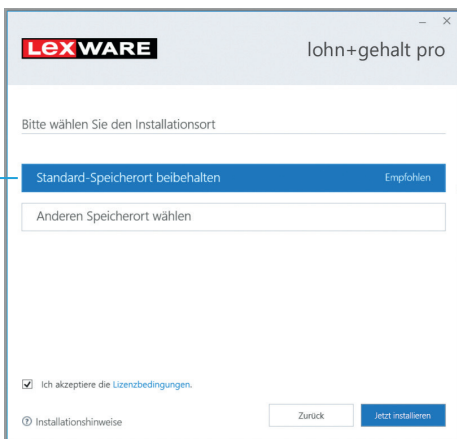 LEXWARE
lohn+gehalt pro
Bitte wählen Sie den Installationsort
Standard-Speicherort beibehalten Empfohlen
Anderen Speicherort wählen
Ich akzeptiere die Lizenzbedingungen.
Installationshinweise
Zurück
Jetzt installieren